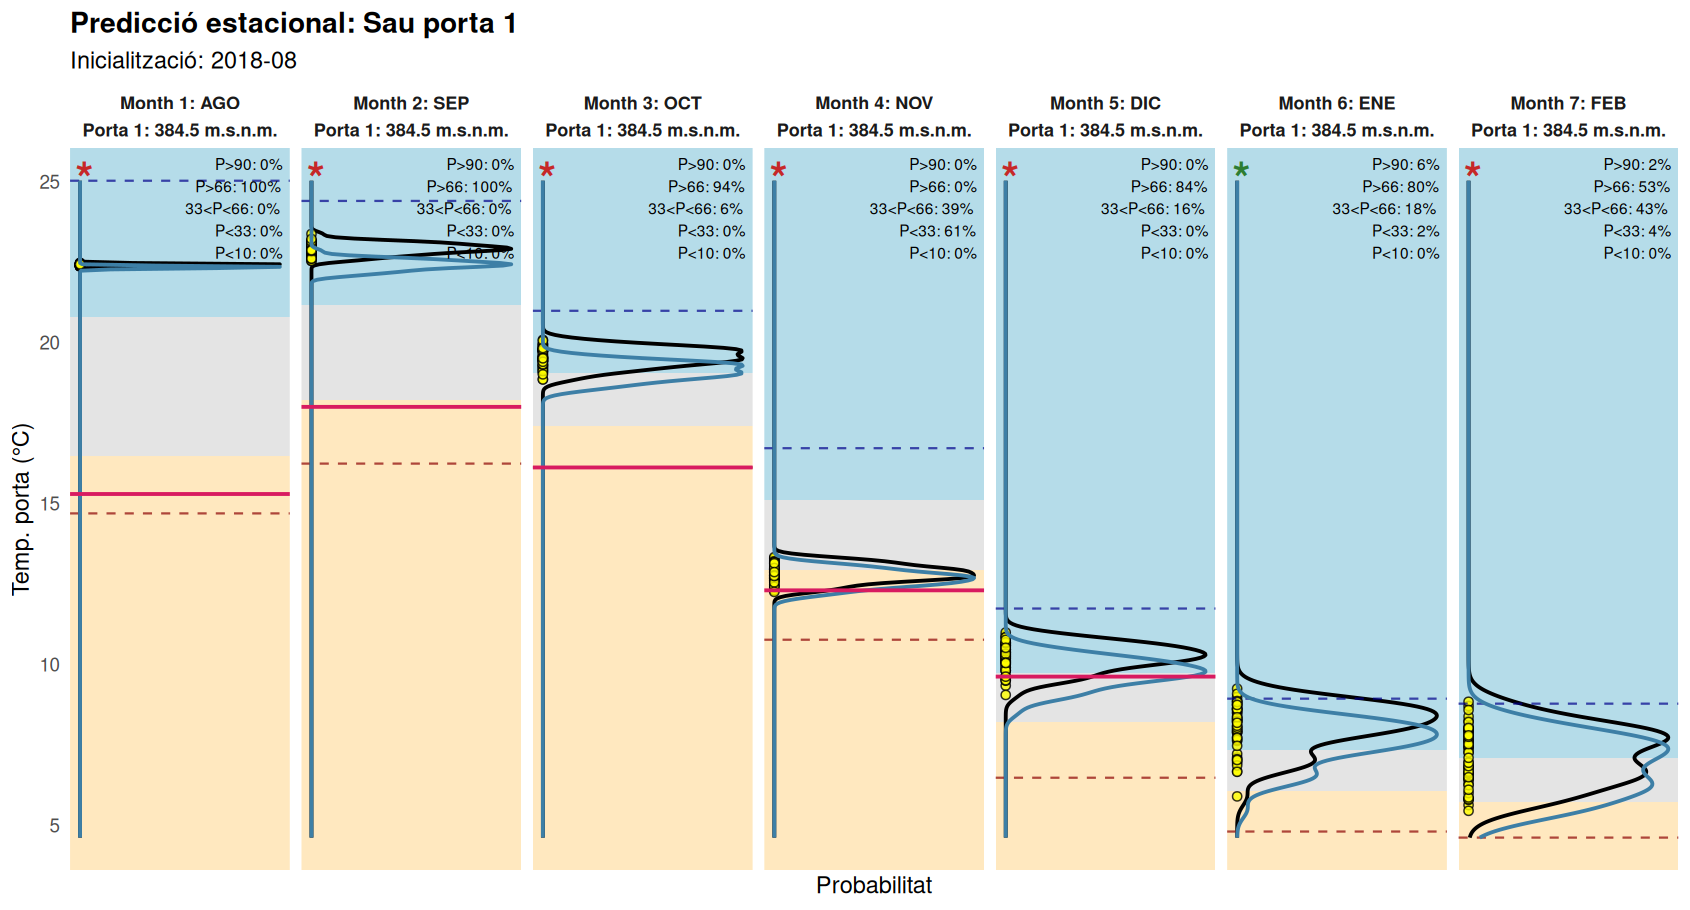 Predicció estacional: Sau porta 1
Inicialització: 2018-08
Month 1: AGO
Porta 1: 384.5 m.s.n.m.
Month 2: SEP
Porta 1: 384.5 m.s.n.m.
Month 3: OCT
Porta 1: 384.5 m.s.n.m.
Month 4: NOV
Porta 1: 384.5 m.s.n.m.
Month 5: DIC
Porta 1: 384.5 m.s.n.m.
Month 6: ENE
Porta 1: 384.5 m.s.n.m.
Month 7: FEB
Porta 1: 384.5 m.s.n.m.
*
P>90: 0%
P>66: 100%
33<P<66: 0%
P<33: 0%
P<10: 0%
*
P>90: 0%
P>66: 100%
33<P<66: 0%
P<33: 0%
P<10: 0%
*
P>90: 0%
P>66: 94%
33<P<66: 6%
P<33: 0%
P<10: 0%
*
P>90: 0%
P>66: 0%
33<P<66: 39%
P<33: 61%
P<10: 0%
*
P>90: 0%
P>66: 84%
33<P<66: 16%
P<33: 0%
P<10: 0%
*
P>90: 6%
P>66: 80%
33<P<66: 18%
P<33: 2%
P<10: 0%
*
P>90: 2%
P>66: 53%
33<P<66: 43%
P<33: 4%
P<10: 0%
25
20
15
10
5
Temp. porta (°C)
Probabilitat